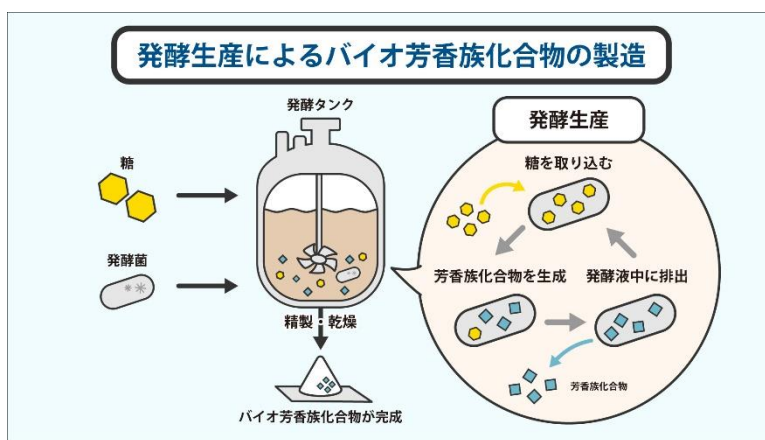 発酵生産によるバイオ芳香族化合物の製造
発酵タンク
糖
発酵菌
精製・乾燥
バイオ芳香族化合物が完成
発酵生産
糖を取り込む
芳香族化合物を生成
発酵液中に排出
芳香族化合物